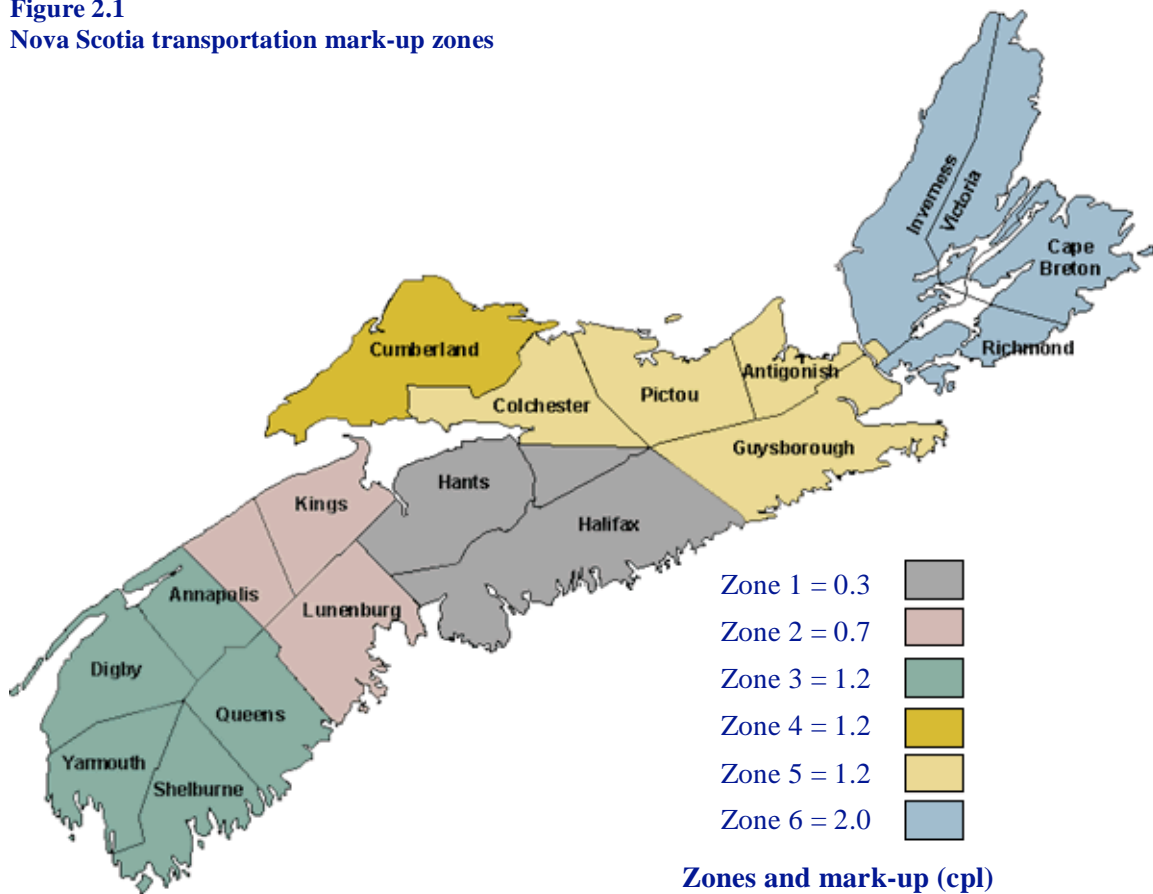 Figure 2.1
Nova Scotia transportation mark-up zones
Inverness
Victoria
Cape
Breton
Richmond
Cumberland
Antigonish
Pictou
Colchester
Guysborough
Hants
Kings
Halifax
Annapolis
Lunenburg
Digby
Queens
Yarmouth
Shelburne
Zone 1 = 0.3
Zone 2 = 0.7
Zone 3 = 1.2
Zone 4 = 1.2
Zone 5 = 1.2
Zone 6 = 2.0
Zones and mark-up (cpl)